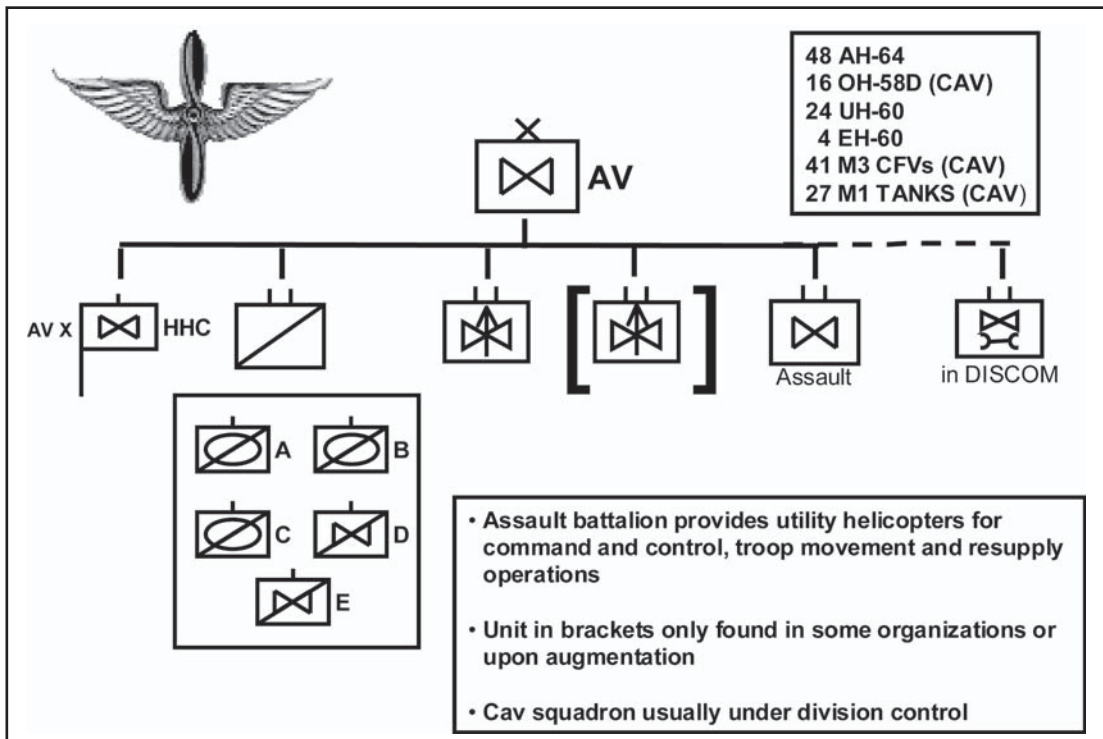 48 AH-64
16 OH-58D (CAV)
24 UH-60
4 EH-60
41 M3 CFVs (CAV)
27 M1 TANKS (CAV)
AV
AV X
HHC
Assault
in DISCOM
A
B
C
D
E
• Assault battalion provides utility helicopters for
command and control, troop movement and resupply
operations
• Unit in brackets only found in some organizations or
upon augmentation
• Cav squadron usually under division control